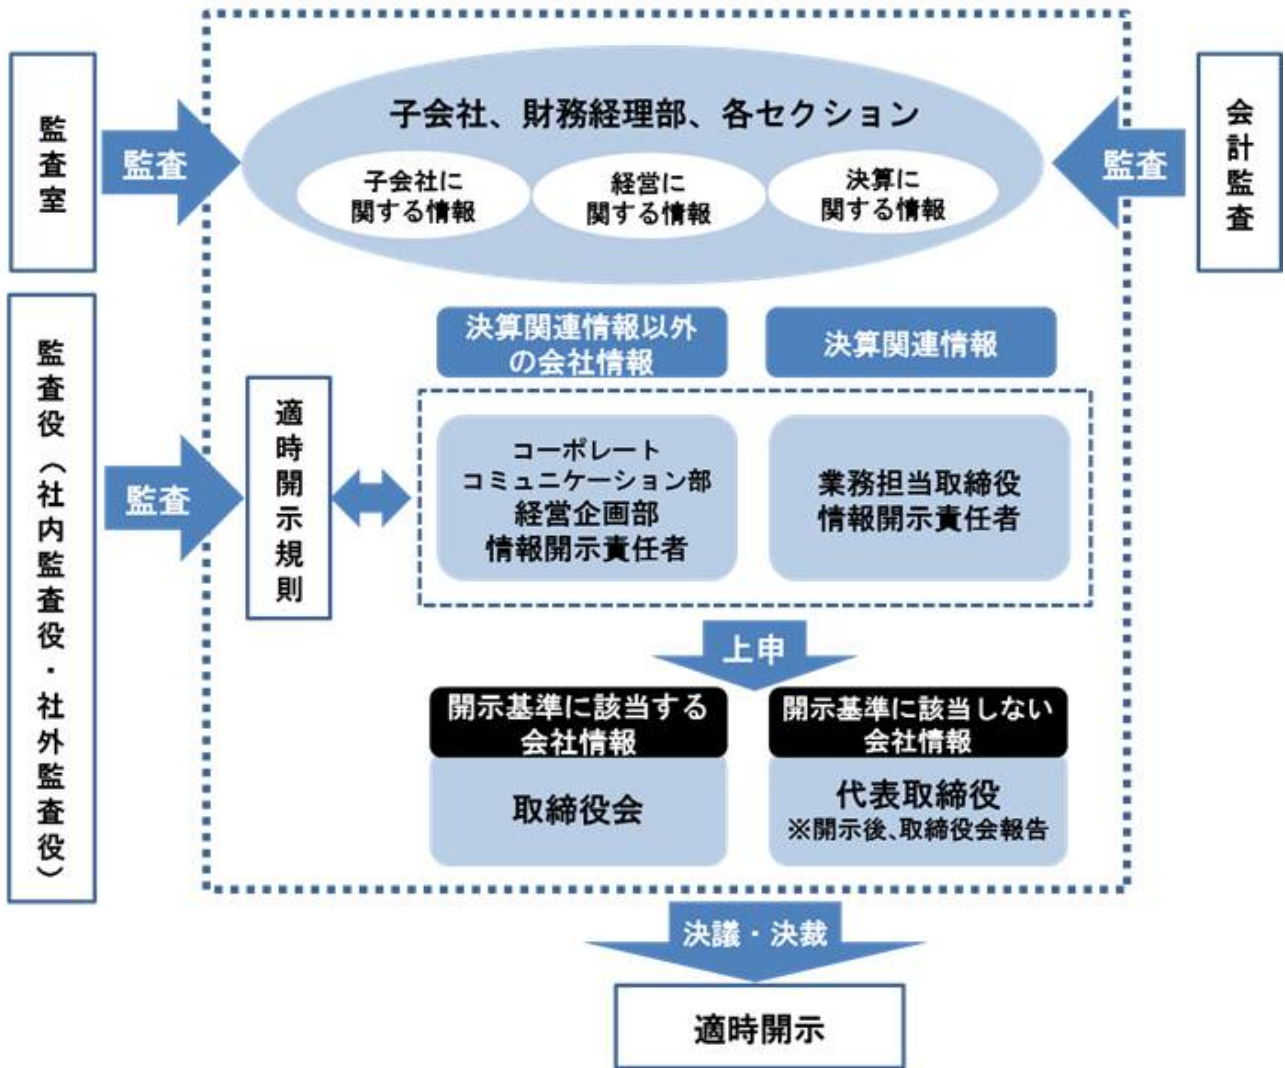 監査室
監査
子会社、財務経理部、各セクション
子会社に
関する情報
経営に
関する情報
決算に
関する情報
監査
会計監査
監査役（社内監査役・社外監査役）
監査
適時開示規則
決算関連情報以外
の会社情報
決算関連情報
コーポレート
コミュニケーション部
経営企画部
情報開示責任者
業務担当取締役
情報開示責任者
上申
開示基準に該当する
会社情報
取締役会
開示基準に該当しない
会社情報
代表取締役
※開示後、取締役会報告
決議・決裁
適時開示